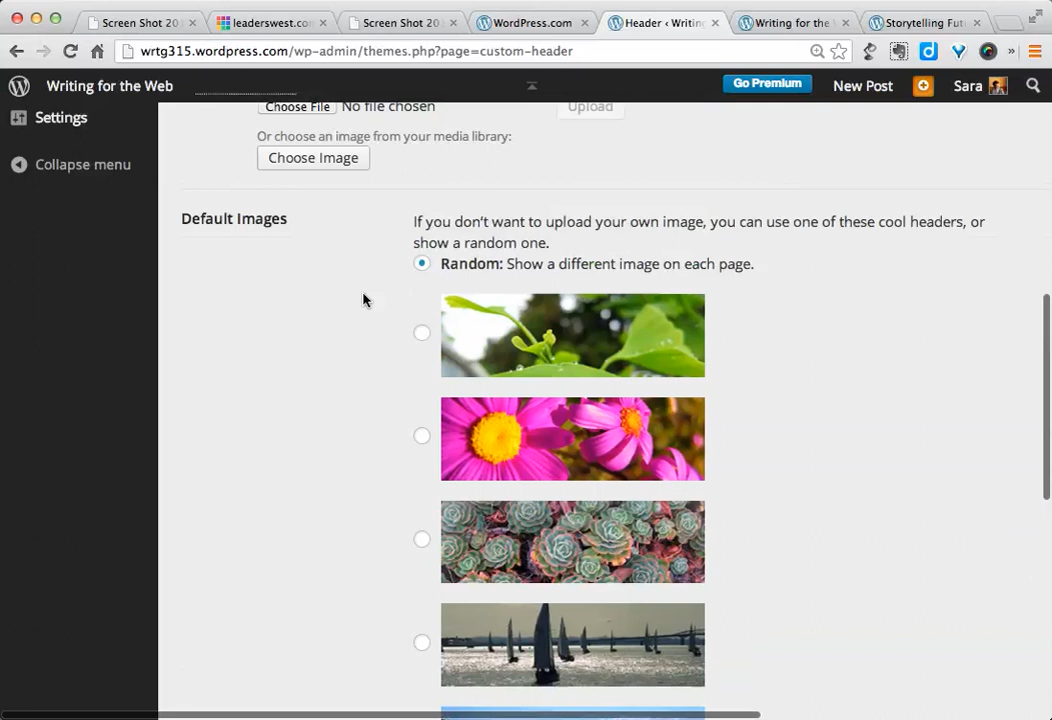 Screen Shot 20
leaderswest.com
Screen Shot 20
WordPress.com
Header ‹ Writing
Writing for the
Storytelling Fut
wrtg315.wordpress.com/wp-admin/themes.php?page=custom-header
Writing for the Web
Go Premium
New Post
Sara
Settings
Collapse menu
Choose File No file chosen
Upload
Or choose an image from your media library:
Choose Image
Default Images
If you don't want to upload your own image, you can use one of these cool headers, or
show a random one.
Random: Show a different image on each page.